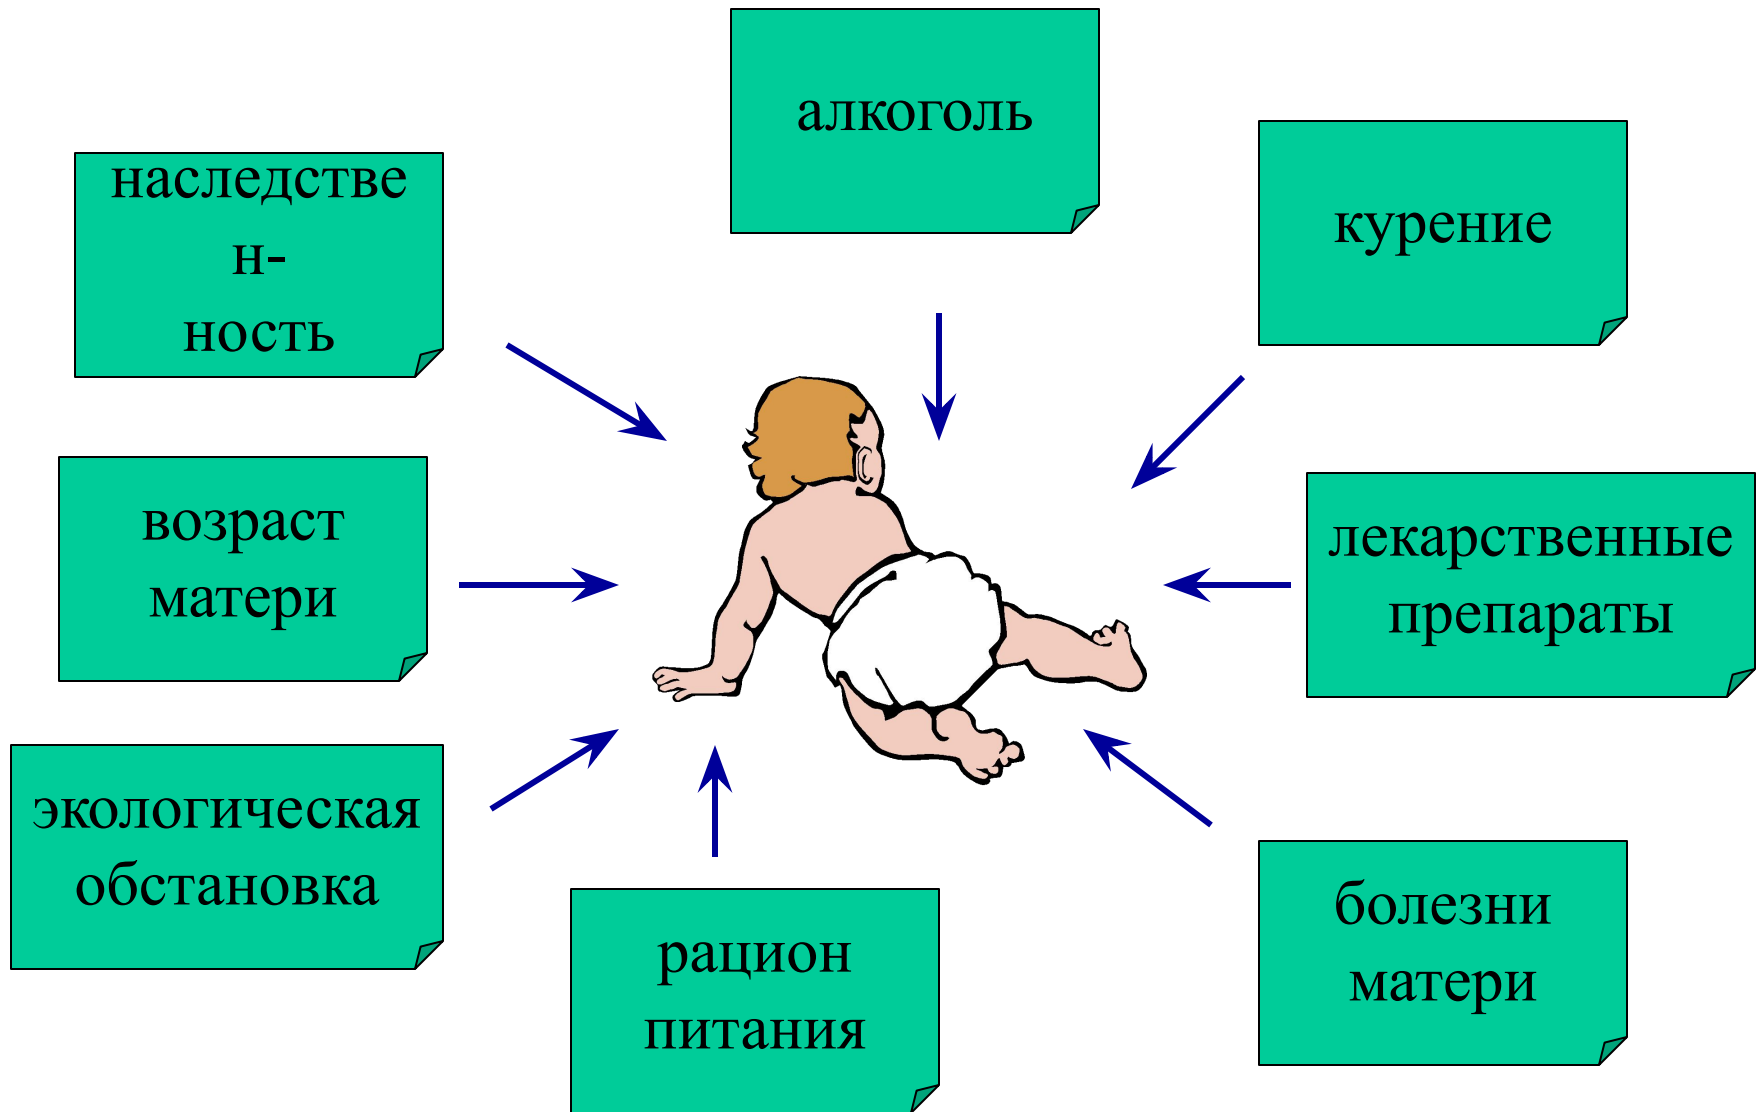 алкоголь
наследстве
н-
ность
курение
возраст
матери
лекарственные
препараты
экологическая
обстановка
рацион
питания
болезни
матери